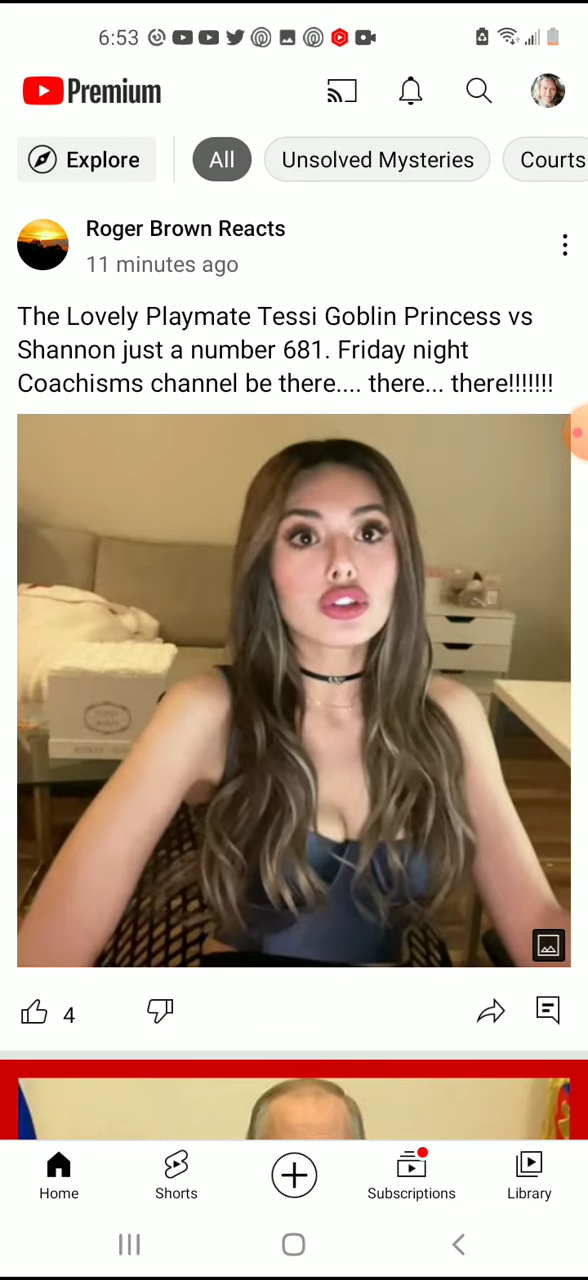 6:53
Premium
Explore
All
Unsolved Mysteries
Courts
Roger Brown Reacts
11 minutes ago
The Lovely Playmate Tessi Goblin Princess vs
Shannon just a number 681. Friday night
Coachisms channel be there.... there... there!!!!!!!
4
Home
Shorts
Subscriptions
Library